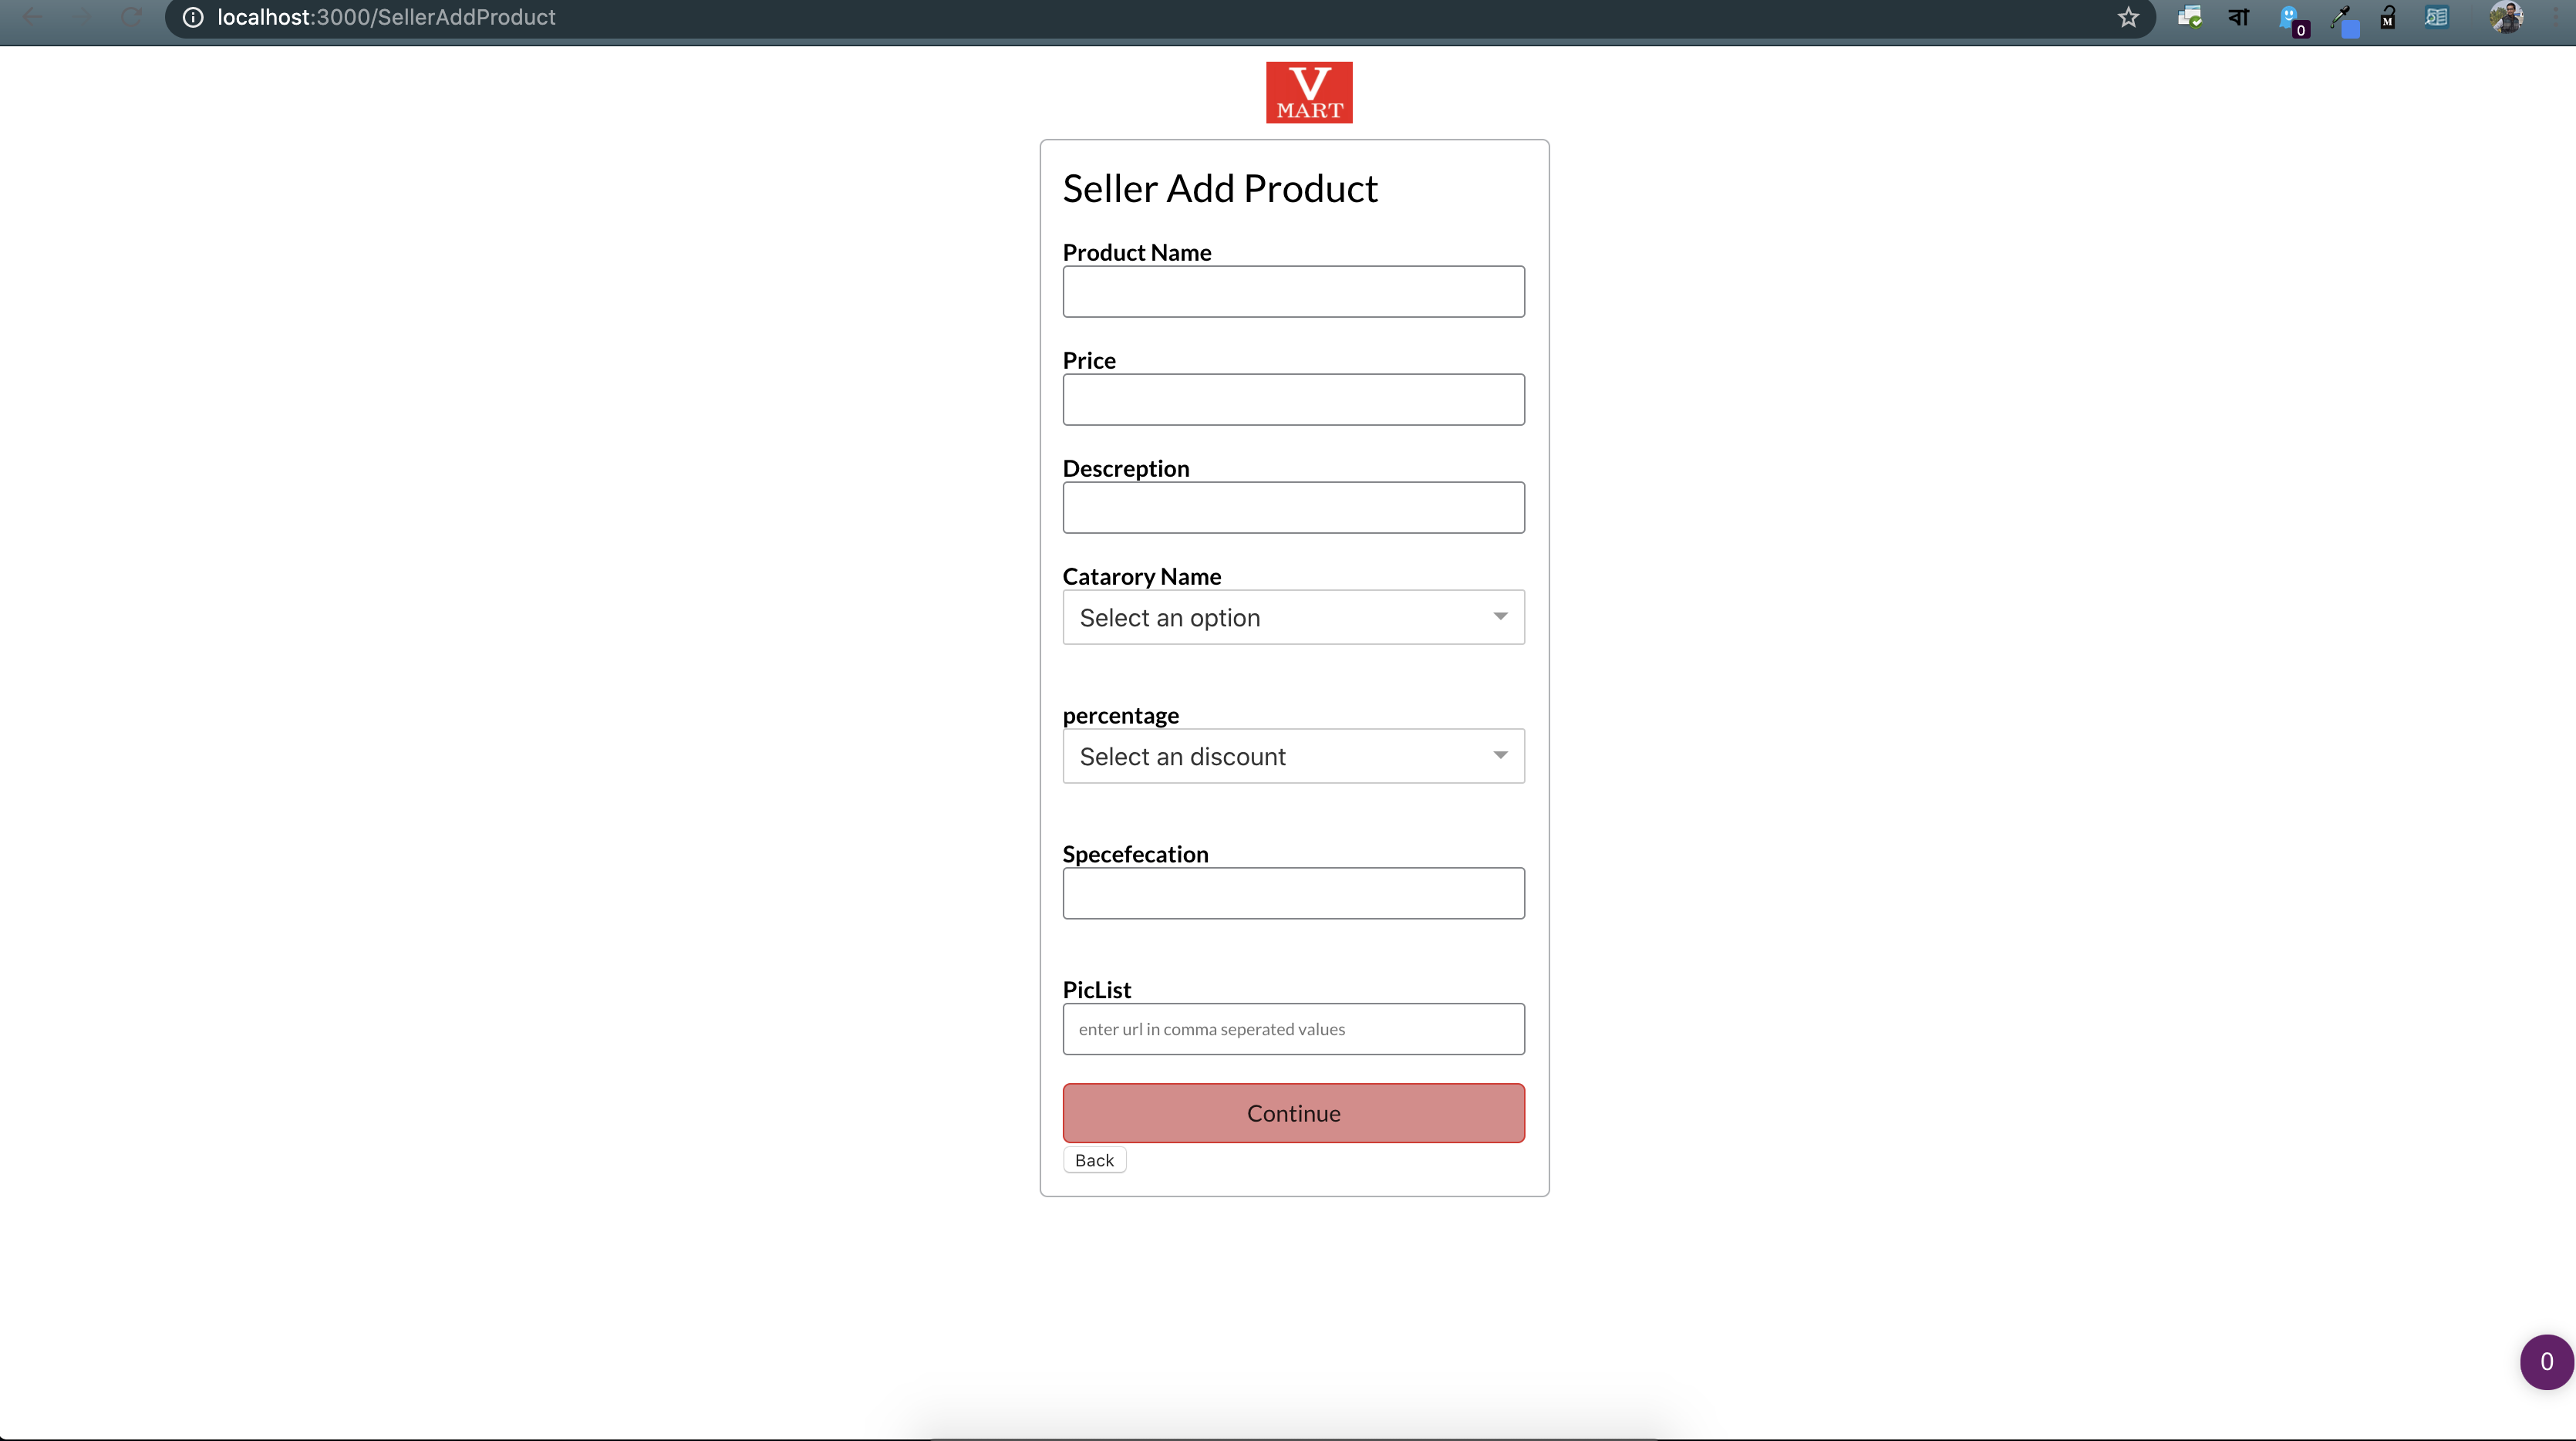 localhost:3000/SellerAddProduct
বা
0
M
V
MART
Seller Add Product
Product Name
Price
Descreption
Catarory Name
Select an option
percentage
Select an discount
Specefecation
PicList
enter url in comma seperated values
Continue
Back
0